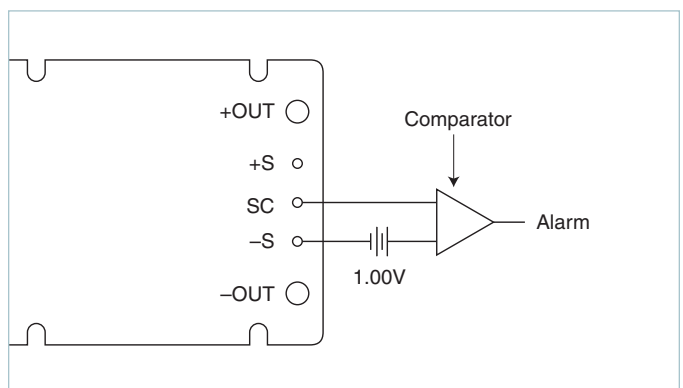 +OUT
Comparator
+S
SC
Alarm
–S
1.00V
–OUT